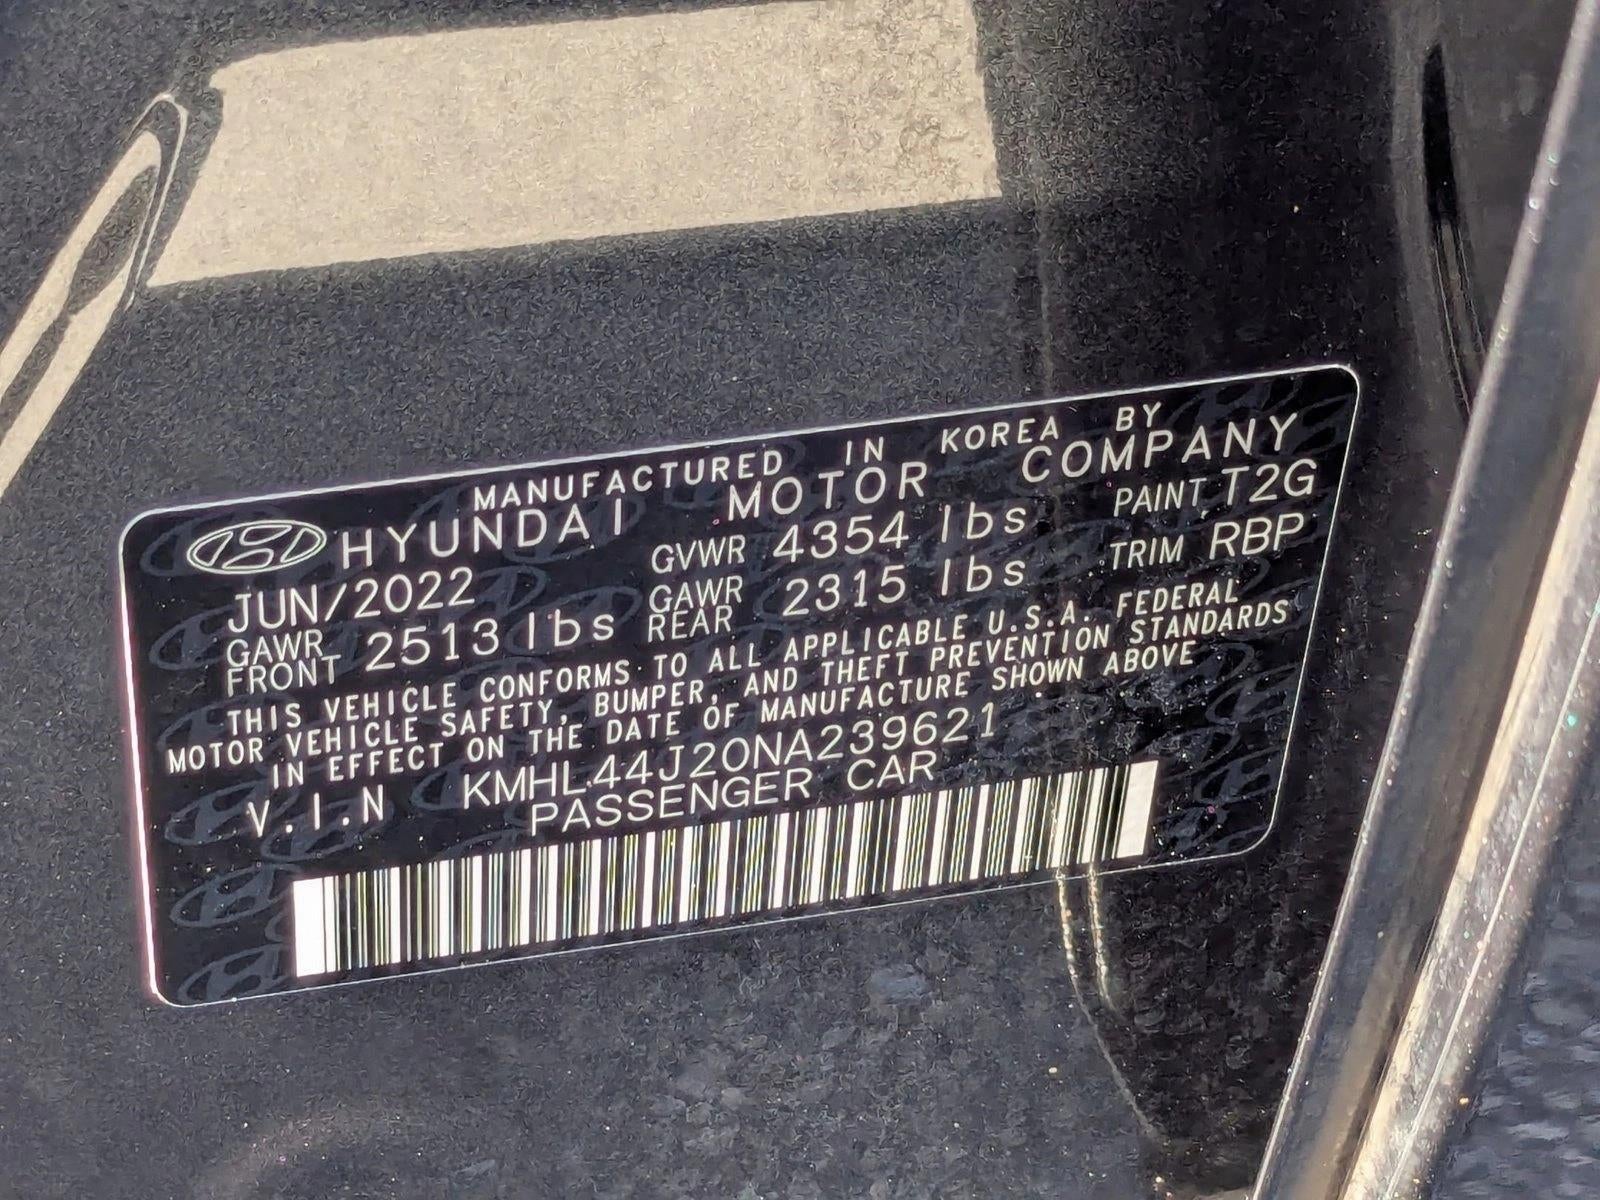 MANUFACTURED IN KOREA BY
HYUNDAI MOTOR COMPANY
JUN/2022 GVWR 4354 lbs PAINT T2G
GAWR FRONT 2513 lbs GAWR REAR 2315 lbs TRIM RBP
THIS VEHICLE CONFORMS TO ALL APPLICABLE U.S.A. FEDERAL
MOTOR VEHICLE SAFETY, BUMPER, AND THEFT PREVENTION STANDARDS
IN EFFECT ON THE DATE OF MANUFACTURE SHOWN ABOVE
V.I.N KMHL44J20NA239621
PASSENGER CAR